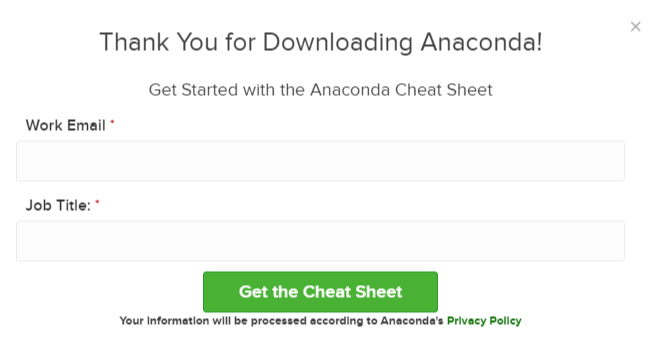 Thank You for Downloading Anaconda!
Get Started with the Anaconda Cheat Sheet
Work Email *
Job Title: *
Get the Cheat Sheet
Your information will be processed according to Anaconda's Privacy Policy